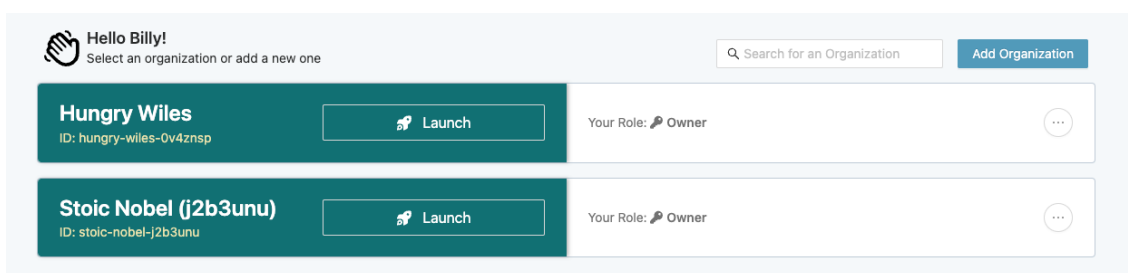 Hello Billy!
Select an organization or add a new one
Search for an Organization
Add Organization
Hungry Wiles
ID: hungry-wiles-0v4znsp
Launch
Your Role: Owner
Stoic Nobel (j2b3unu)
ID: stoic-nobel-j2b3unu
Launch
Your Role: Owner